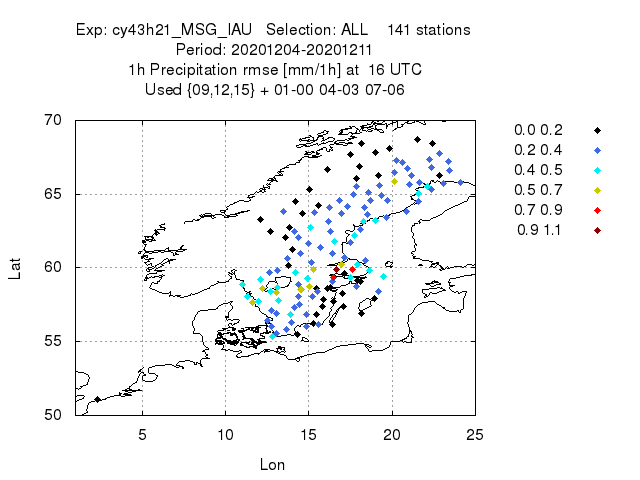 Exp: cy43h21_MSG_IAU   Selection: ALL    141 stations
Period: 20201204-20201211
1h Precipitation rmse [mm/1h] at  16 UTC
Used {09,12,15} + 01-00 04-03 07-06
70
65
60
55
50
Lat
5
10
15
20
25
Lon
0.0 0.2
0.2 0.4
0.4 0.5
0.5 0.7
0.7 0.9
0.9 1.1